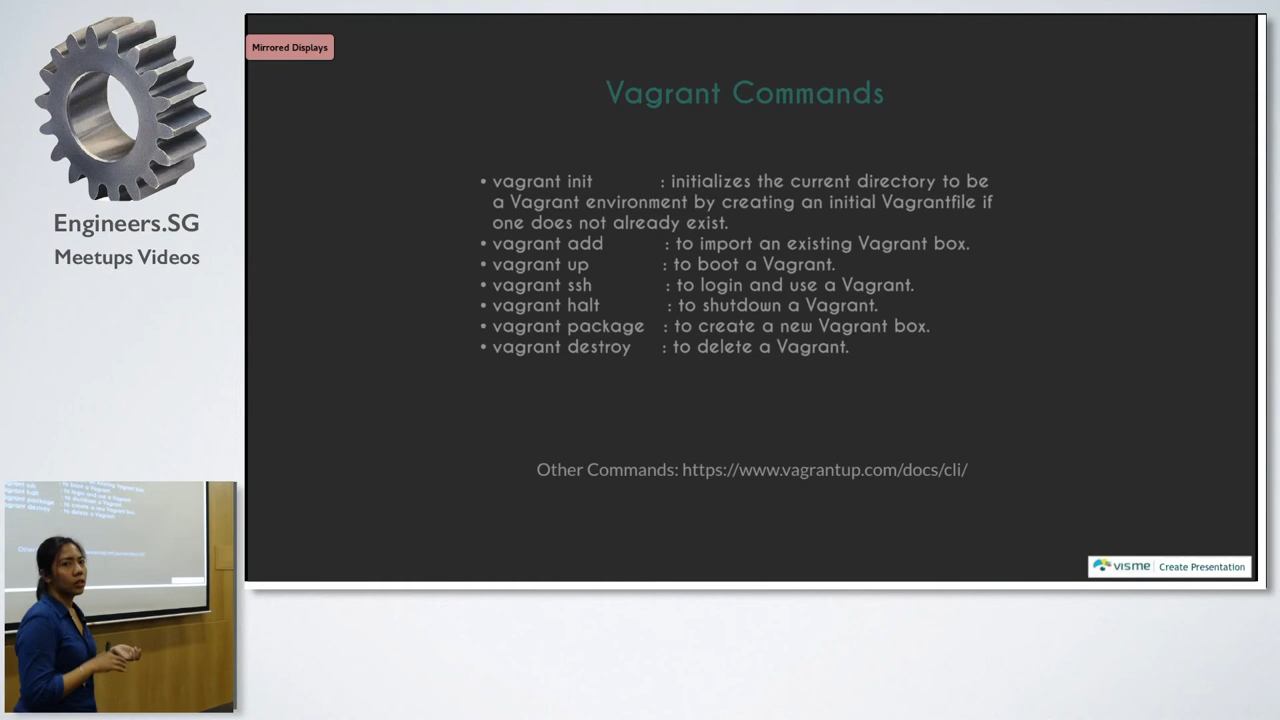 Mirrored Displays
Vagrant Commands
• vagrant init : initializes the current directory to be
a Vagrant environment by creating an initial Vagrantfile if
one does not already exist.
• vagrant add : to import an existing Vagrant box.
• vagrant up : to boot a Vagrant.
• vagrant ssh : to login and use a Vagrant.
• vagrant halt : to shutdown a Vagrant.
• vagrant package : to create a new Vagrant box.
• vagrant destroy : to delete a Vagrant.
Other Commands: https://www.vagrantup.com/docs/cli/
visme Create Presentation
Engineers.SG
Meetups Videos